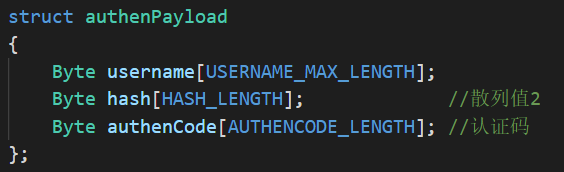 struct authenPayload
{
    Byte username[USERNAME_MAX_LENGTH];
    Byte hash[HASH_LENGTH];                //散列值2
    Byte authenCode[AUTHENCODE_LENGTH]; //认证码
};